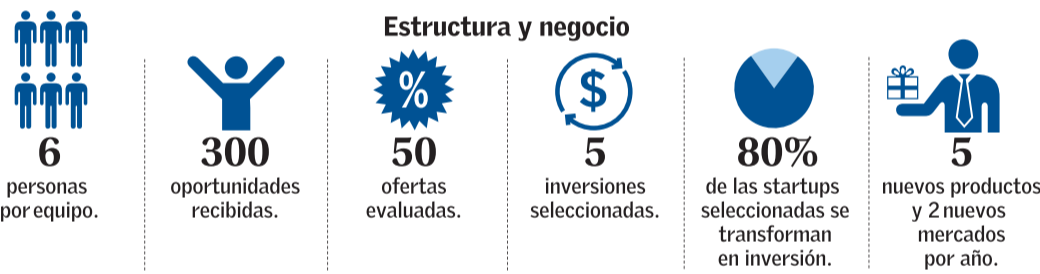 Estructura y negocio
6
personas
por equipo.
300
oportunidades
recibidas.
%
50
ofertas
evaluadas.
$
5
inversiones
seleccionadas.
80%
de las startups
seleccionadas se
transforman
en inversión.
5
nuevos productos
y 2 nuevos
mercados
por año.